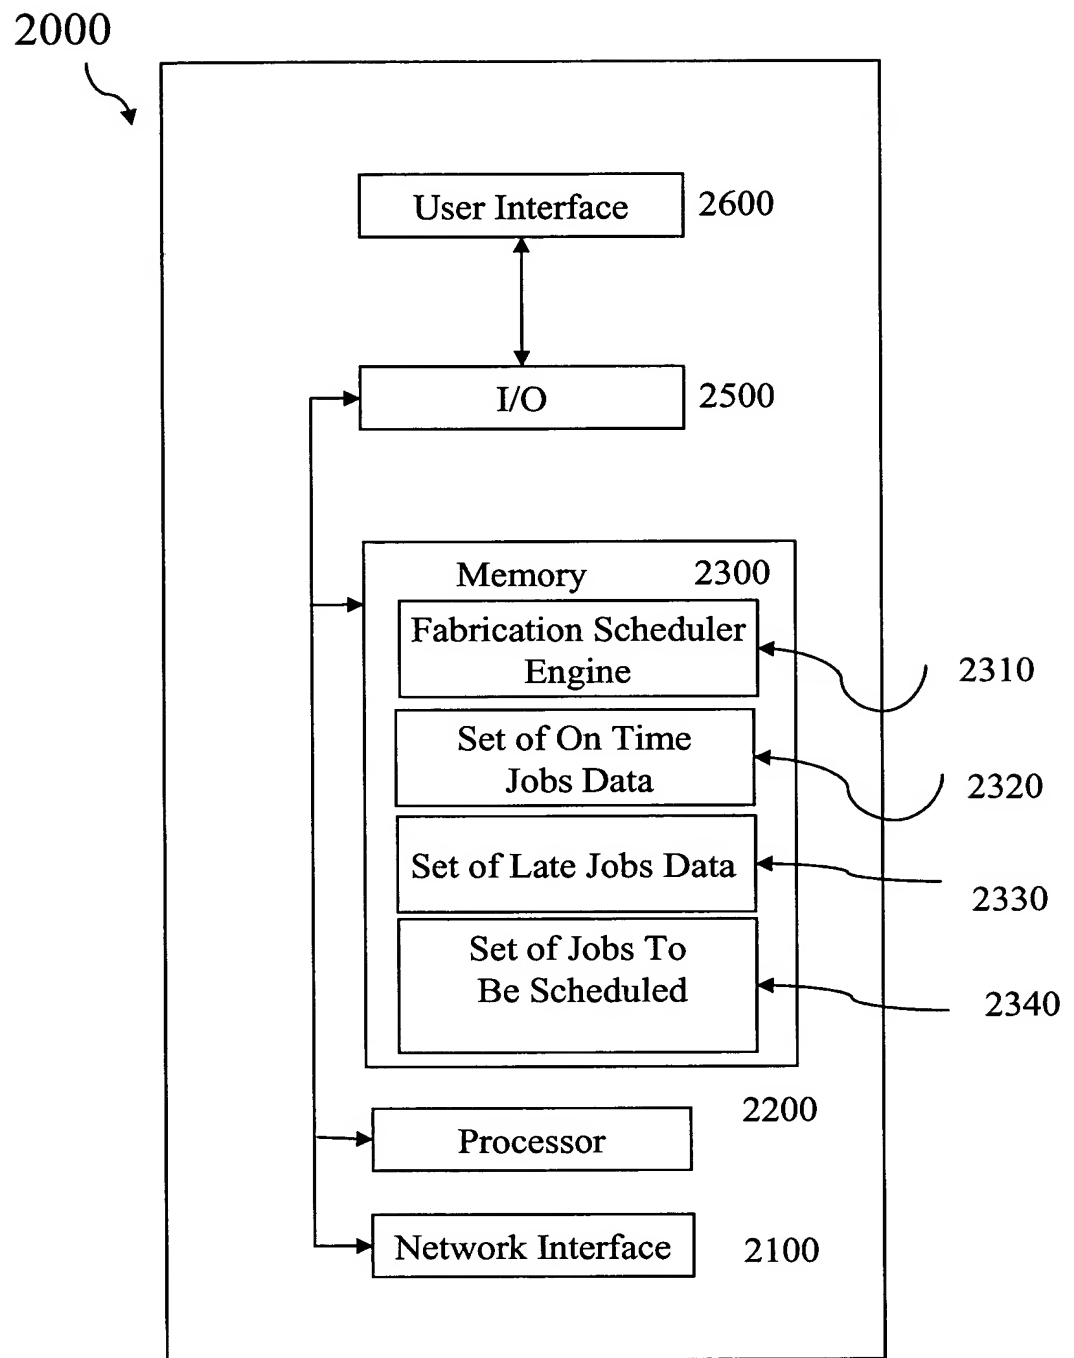 2000
User Interface 2600
I/O 2500
Memory 2300
Fabrication Scheduler
Engine
2310
Set of On Time
Jobs Data
2320
Set of Late Jobs Data
2330
Set of Jobs To
Be Scheduled
2340
2200
Processor
Network Interface 2100